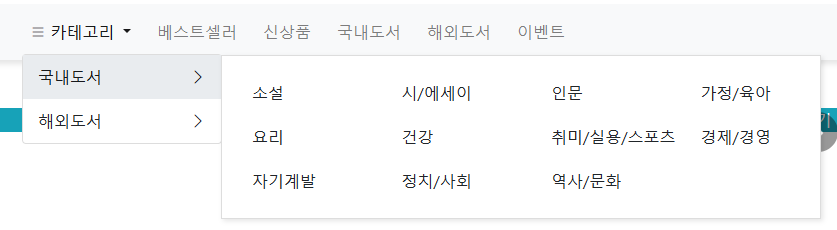 카테고리 베스트셀러 신상품 국내도서 해외도서 이벤트
국내도서
해외도서
소설 시/에세이 인문 가정/육아
요리 건강 취미/실용/스포츠 경제/경영
자기계발 정치/사회 역사/문화
기